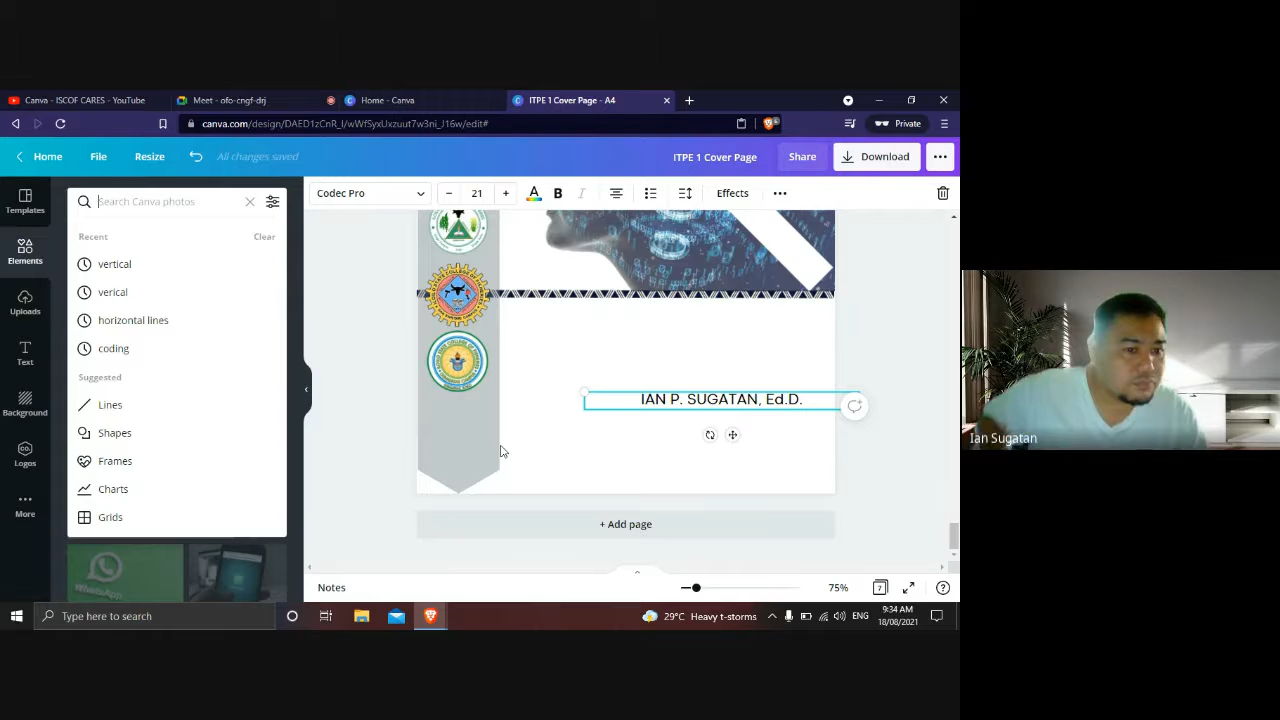 Canva - ISCOF CARES - YouTube
Meet - ofo-cngf-drj
Home - Canva
ITPE 1 Cover Page - A4
canva.com/design/DAED1zCnR_I/wWfSyxUxzuut7w3ni_J16w/edit#
Private
Home
File
Resize
All changes saved
ITPE 1 Cover Page
Share
Download
Templates
Elements
Uploads
Text
Background
Logos
More
Search Canva photos
Recent
Clear
vertical
verical
horizontal lines
coding
Suggested
Lines
Shapes
Frames
Charts
Grids
WhatsApp
Codec Pro
21
A
B
I
Effects
IAN P. SUGATAN, Ed.D.
+ Add page
Notes
75%
7
Type here to search
29°C Heavy t-storms
ENG
9:34 AM
18/08/2021
Ian Sugatan